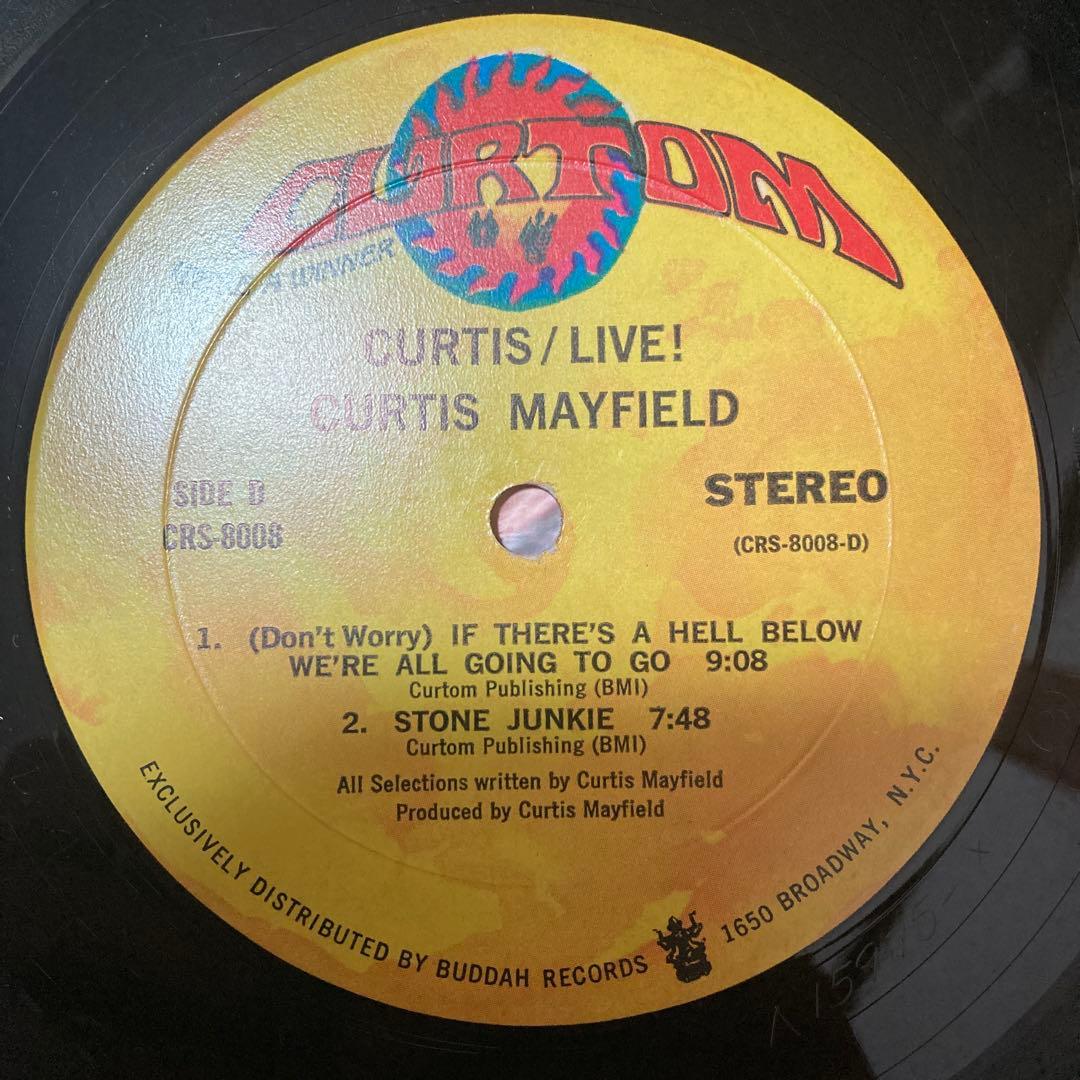 CURTOM
A WINNER
CURTIS/LIVE!
CURTIS MAYFIELD
SIDE D
CRS-8008
STEREO
(CRS-8008-D)
1. (Don't Worry) IF THERE'S A HELL BELOW
WE'RE ALL GOING TO GO 9:08
Curtom Publishing (BMI)
2. STONE JUNKIE 7:48
Curtom Publishing (BMI)
All Selections written by Curtis Mayfield
Produced by Curtis Mayfield
EXCLUSIVELY DISTRIBUTED BY BUDDAH RECORDS 1650 BROADWAY, N.Y.C.